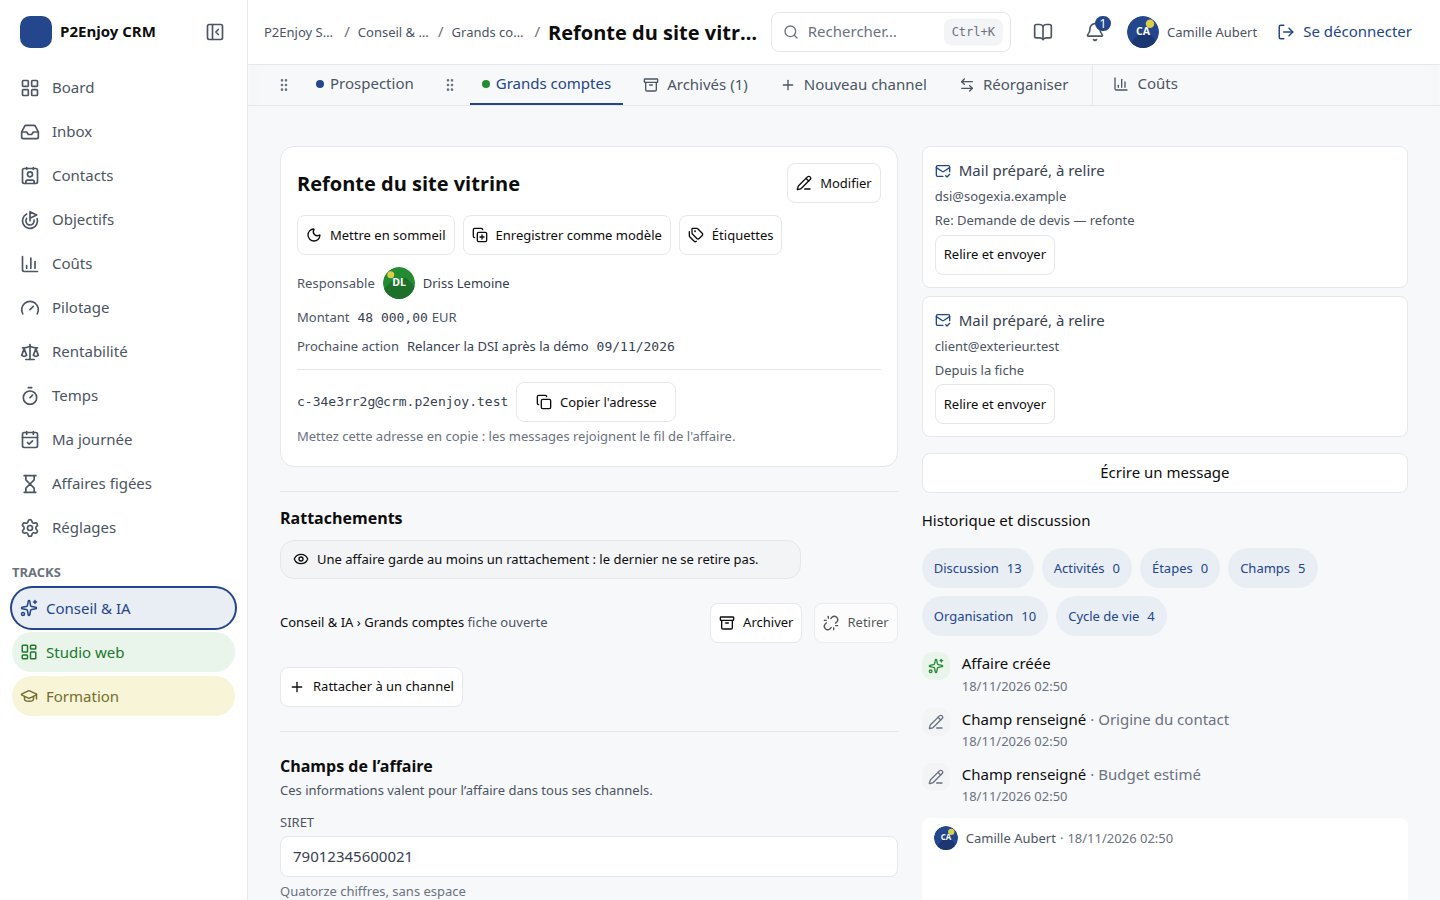 P2Enjoy CRM
Board
Inbox
Contacts
Objectifs
Coûts
Pilotage
Rentabilité
Temps
Ma journée
Affaires figées
Réglages
TRACKS
Conseil & IA
Studio web
Formation
P2Enjoy S... / Conseil & ... / Grands co... / Refonte du site vitr...
Rechercher... Ctrl+K
1
CA Camille Aubert
Se déconnecter
Prospection
Grands comptes
Archivés (1)
Nouveau channel
Réorganiser
Coûts
Refonte du site vitrine
Modifier
Mettre en sommeil
Enregistrer comme modèle
Étiquettes
Responsable DL Driss Lemoine
Montant 48 000,00 EUR
Prochaine action Relancer la DSI après la démo 09/11/2026
c-34e3rr2g@crm.p2enjoy.test Copier l'adresse
Mettez cette adresse en copie : les messages rejoignent le fil de l'affaire.
Rattachements
Une affaire garde au moins un rattachement : le dernier ne se retire pas.
Conseil & IA › Grands comptes fiche ouverte
Archiver
Retirer
Rattacher à un channel
Champs de l’affaire
Ces informations valent pour l’affaire dans tous ses channels.
SIRET
79012345600021
Quatorze chiffres, sans espace
Mail préparé, à relire
dsi@sogexia.example
Re: Demande de devis — refonte
Relire et envoyer
Mail préparé, à relire
client@exterieur.test
Depuis la fiche
Relire et envoyer
Écrire un message
Historique et discussion
Discussion 13
Activités 0
Étapes 0
Champs 5
Organisation 10
Cycle de vie 4
Affaire créée
18/11/2026 02:50
Champ renseigné · Origine du contact
18/11/2026 02:50
Champ renseigné · Budget estimé
18/11/2026 02:50
CA Camille Aubert · 18/11/2026 02:50